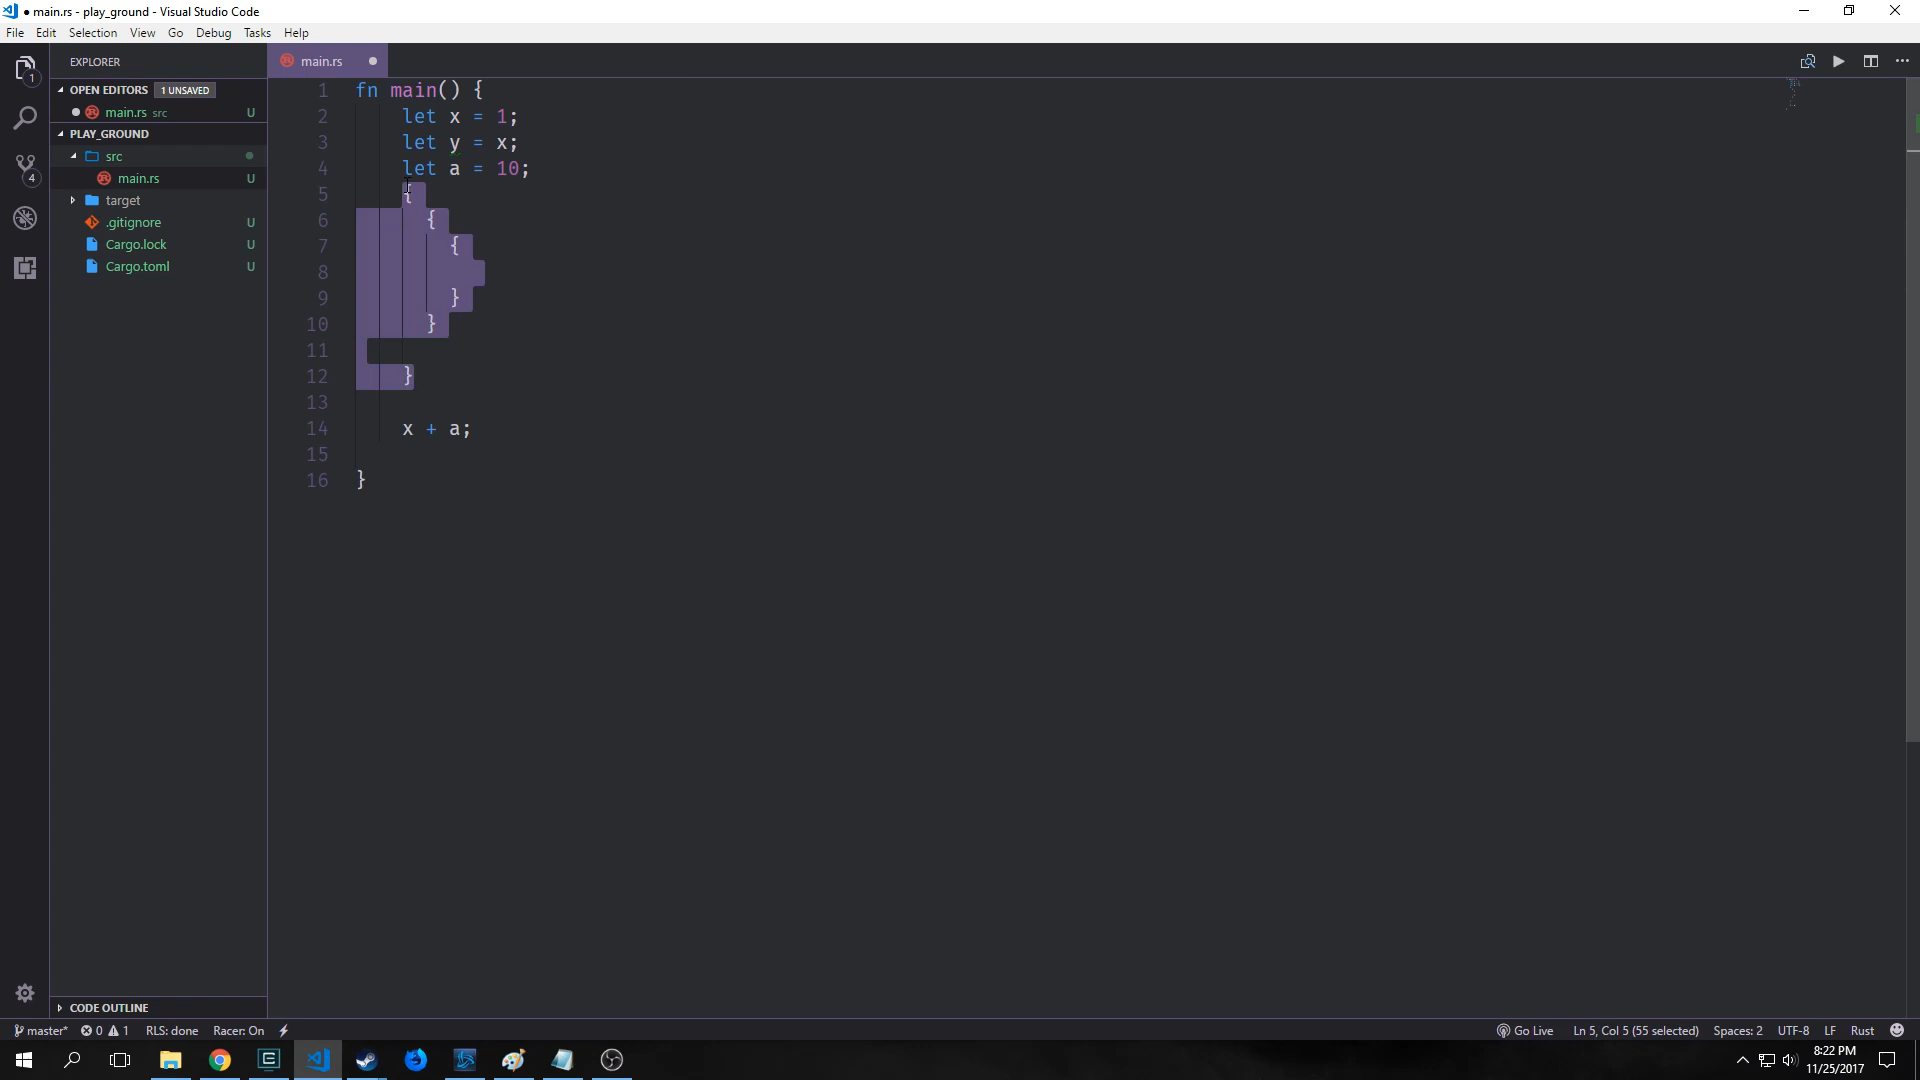 ● main.rs - play_ground - Visual Studio Code
File Edit Selection View Go Debug Tasks Help
EXPLORER
OPEN EDITORS 1 UNSAVED
● main.rs src U
PLAY_GROUND
src
main.rs U
target
.gitignore U
Cargo.lock U
Cargo.toml U
CODE OUTLINE
1
4
main.rs ●
1 fn main() {
2 let x = 1;
3 let y = x;
4 let a = 10;
5 {
6 {
7 {
8
9 }
10 }
11
12 }
13
14 x + a;
15
16 }
master* 0 1 RLS: done Racer: On
Go Live Ln 5, Col 5 (55 selected) Spaces: 2 UTF-8 LF Rust
8:22 PM
11/25/2017